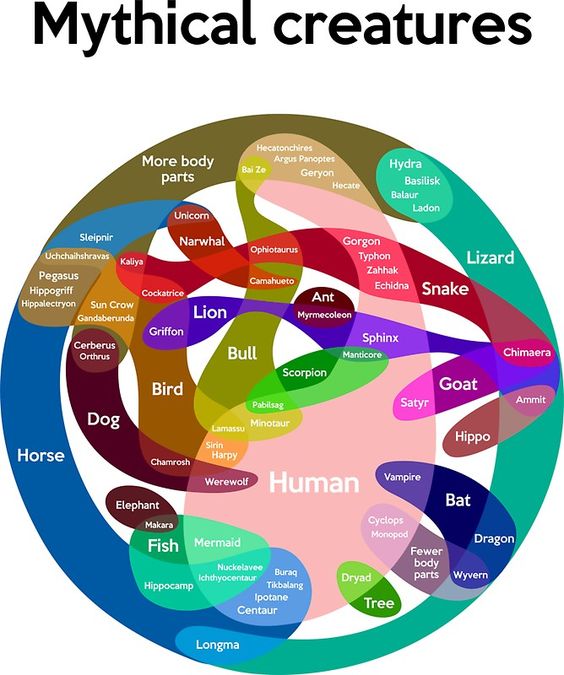 Mythical creatures
More body
parts
Hecatonchires
Argus Panoptes
Bai Ze
Geryon
Hecate
Hydra
Basilisk
Balaur
Ladon
Unicorn
Narwhal
Sleipnir
Uchchaihshravas
Pegasus
Hippogriff
Hippalectryon
Kaliya
Cockatrice
Ophiotaurus
Camahueto
Gorgon
Typhon
Zahhak
Echidna
Snake
Lizard
Sun Crow
Gandaberunda
Lion
Griffon
Ant
Myrmecoleon
Sphinx
Manticore
Chimaera
Cerberus
Orthrus
Bull
Scorpion
Pabilsag
Goat
Satyr
Ammit
Hippo
Bird
Dog
Lamassu
Minotaur
Sirin
Harpy
Chamrosh
Werewolf
Horse
Human
Vampire
Bat
Dragon
Wyvern
Cyclops
Monopod
Fewer
body
parts
Elephant
Makara
Fish
Mermaid
Nuckelavee
Ichthyocentaur
Hippocamp
Buraq
Tikbalang
Ipotane
Centaur
Dryad
Tree
Longma